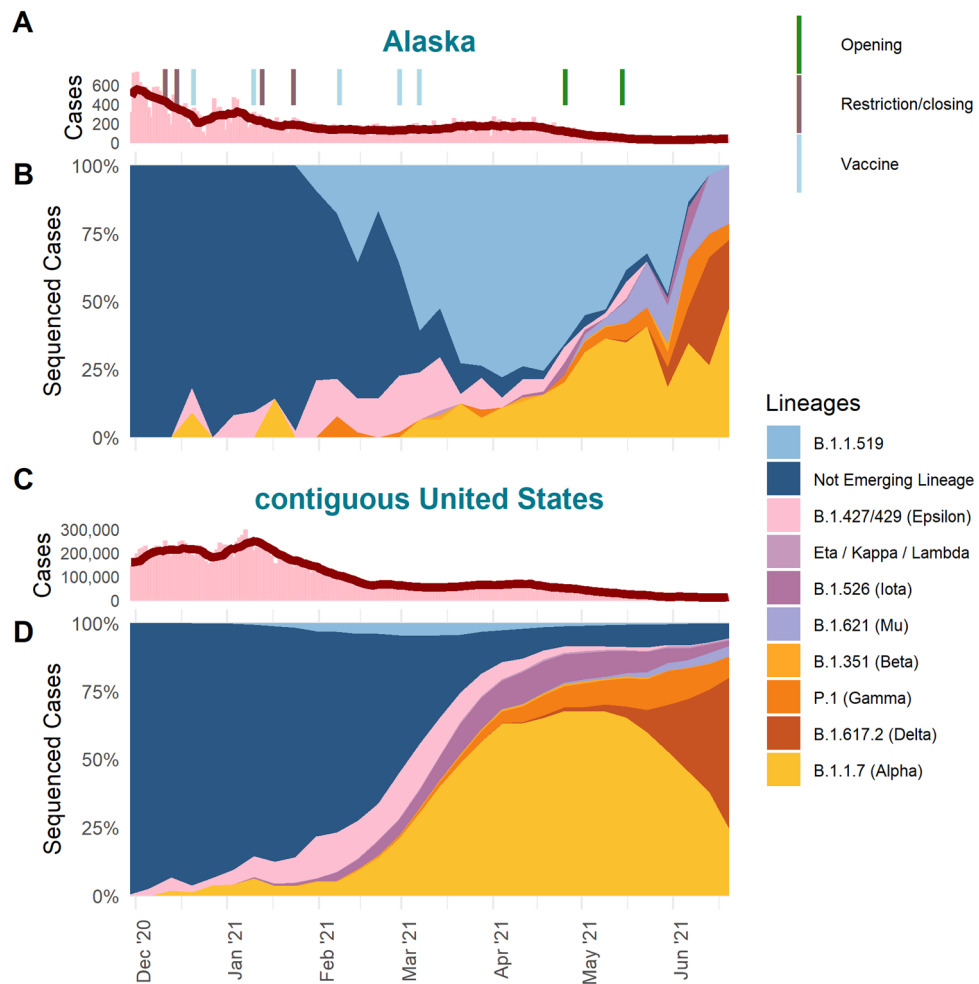 A
Alaska
Cases
600
400
200
0
Opening
Restriction/closing
Vaccine
B
Sequenced Cases
100%
75%
50%
25%
0%
C
contiguous United States
Cases
300,000
200,000
100,000
0
D
Sequenced Cases
100%
75%
50%
25%
0%
Dec '20
Jan '21
Feb '21
Mar '21
Apr '21
May '21
Jun '21
Lineages
B.1.1.519
Not Emerging Lineage
B.1.427/429 (Epsilon)
Eta / Kappa / Lambda
B.1.526 (Iota)
B.1.621 (Mu)
B.1.351 (Beta)
P.1 (Gamma)
B.1.617.2 (Delta)
B.1.1.7 (Alpha)